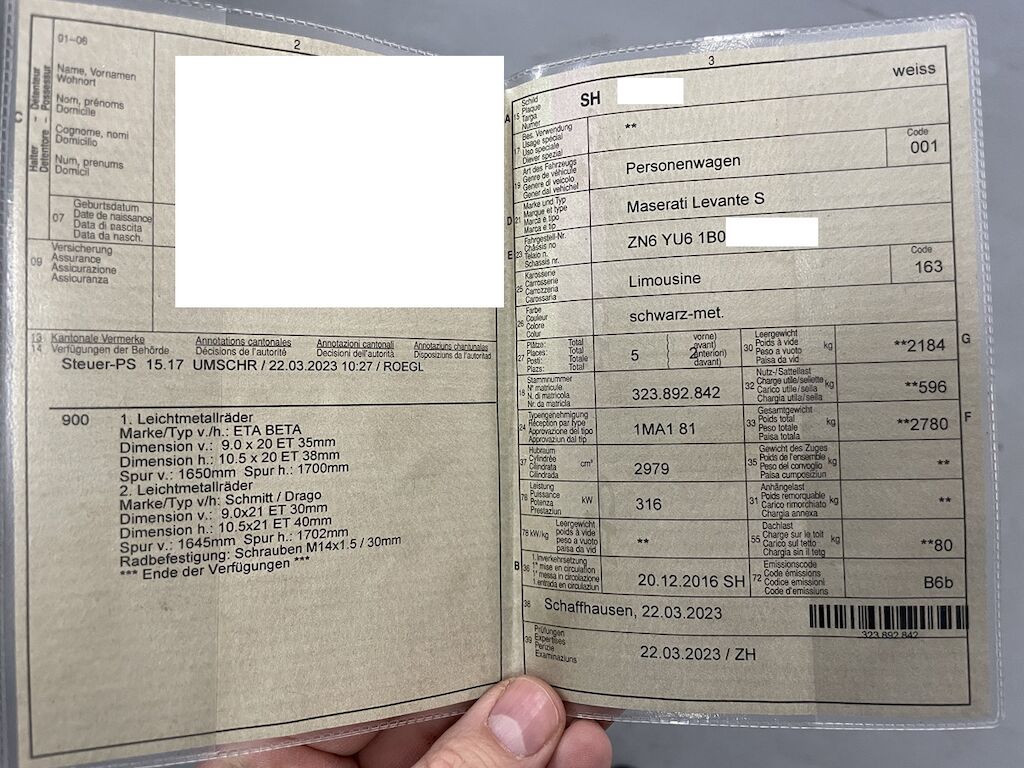 2
91-06
C
Halter
Détenteur
Detentore
Possessur
Name, Vornamen
Wohnort
Nom, prénoms
Domicile
Cognome, nomi
Domicilio
Num, prenums
Domicil
07
Geburtsdatum
Date de naissance
Data di nascita
Data da nasch.
09
Versicherung
Assurance
Assicurazione
Assicuranza
13
14
Kantonale Vermerke Annotations cantonales Annotazioni cantonali Annotaziuns chantunalas
Verfügungen der Behörde Décisions de l'autorité Decisioni dell'autorità Disposiziuns da l'autoritad
Steuer-PS 15.17 UMSCHR / 22.03.2023 10:27 / ROEGL
900
1. Leichtmetallräder
Marke/Typ v./h.: ETA BETA
Dimension v.: 9.0 x 20 ET 35mm
Dimension h.: 10.5 x 20 ET 38mm
Spur v.: 1650mm Spur h.: 1700mm
2. Leichtmetallräder
Marke/Typ v/h: Schmitt / Drago
Dimension v.: 9.0x21 ET 30mm
Dimension h.: 10.5x21 ET 40mm
Spur v.: 1645mm Spur h.: 1702mm
Radbefestigung: Schrauben M14x1.5 / 30mm
*** Ende der Verfügungen ***
3
A
15
Schild
Plaque
Targa
Numer
SH
weiss
17
Bes. Verwendung
Usage spécial
Uso speciale
Diever spezial
**
19
Art des Fahrzeugs
Genre de véhicule
Genere di veicolo
Gener dal vehichel
Personenwagen
Code
001
D
21
Marke und Typ
Marque et type
Marca e tipo
Marca e tip
Maserati Levante S
E
23
Fahrgestell-Nr.
Châssis no
Telaio n.
Schassis nr.
ZN6 YU6 1B0
25
Karosserie
Carrosserie
Carrozzeria
Carossaria
Limousine
Code
163
26
Farbe
Couleur
Colore
Colur
schwarz-met.
27
Plätze: Total
Places: Total
Posti: Totale
Plazs: Total
5
2
vorne)
avant)
anteriori)
davant)
30
Leergewicht
Poids à vide
Peso a vuoto
Paisa da vid
kg
**2184
G
18
Stammnummer
N° matricule.
N. di matricola
Nr. da matricla
323.892.842
32
Nutz-/Sattellast
Charge utile/sellette
Carico utile/sella
Chargia utila/sella
kg
**596
24
Typengenehmigung
Réception par type
Approvazione del tipo
Approvaziun dal tip
1MA1 81
33
Gesamtgewicht
Poids total
Peso totale
Paisa totala
kg
**2780
F
37
Hubraum
Cylindrée
Cilindrata
Cilindrada
cm³
2979
35
Gewicht des Zuges
Poids de l'ensemble
Peso del convoglio
Paisa cumposiziun
kg
**
76
Leistung
Puissance
Potenza
Prestaziun
kW
316
31
Anhängelast
Poids remorquable
Carico rimorchiato
Chargia annexa
kg
**
78 kW/kg
Leergewicht
poids à vide
peso a vuoto
paisa da vid
**
55
Dachlast
Charge sur le toit
Carico sul tetto
Chargia sin il tetg
kg
**80
B
36
1. Inverkehrsetzung
1re mise en circulation
1a messa in circolazione
1. entrada en circulaziun
20.12.2016 SH
72
Emissionscode
Code émissions
Codice emissioni
Code d'emissiuns
B6b
38
Schaffhausen, 22.03.2023
323 892 842
39
Prüfungen
Expertises
Perizie
Examinaziuns
22.03.2023 / ZH